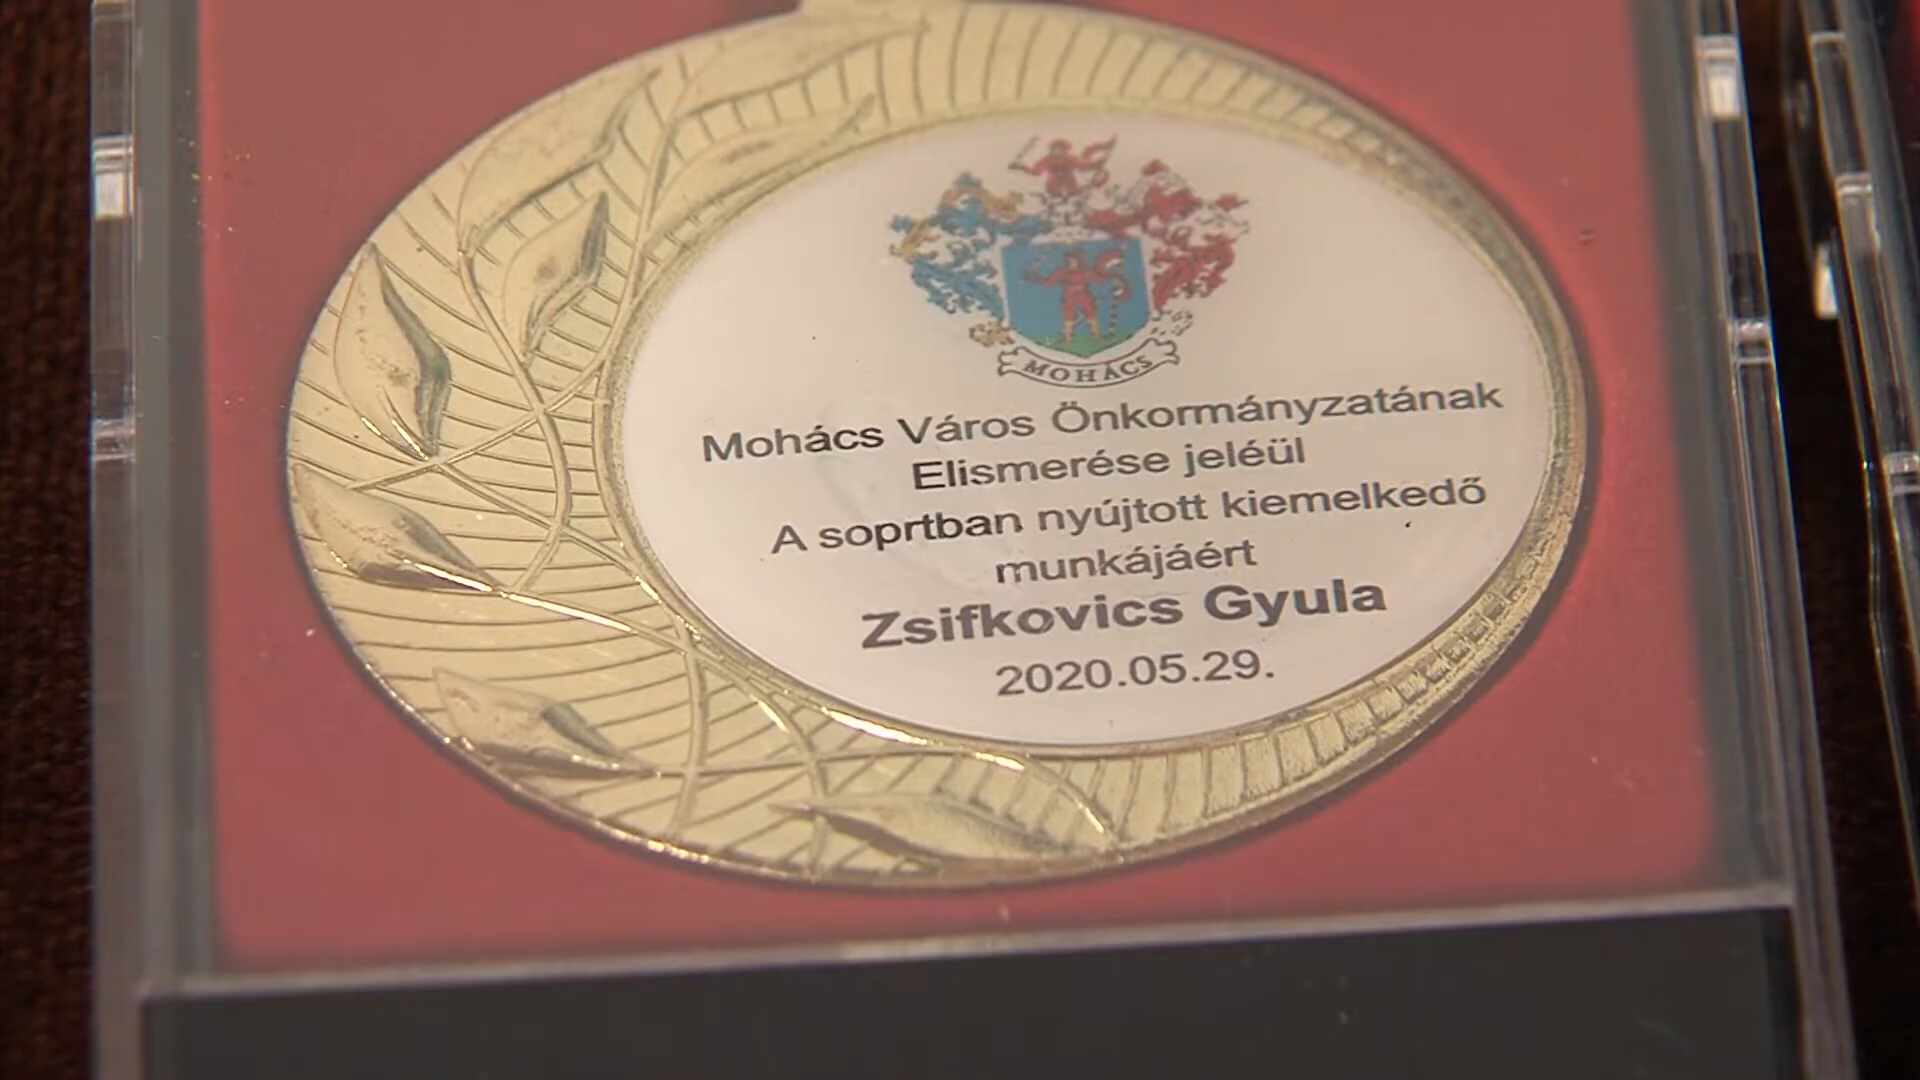 MOHÁCS
Mohács Város Önkormányzatának
Elismerése jeléül
A soprtban nyújtott kiemelkedő
munkájáért
Zsifkovics Gyula
2020.05.29.